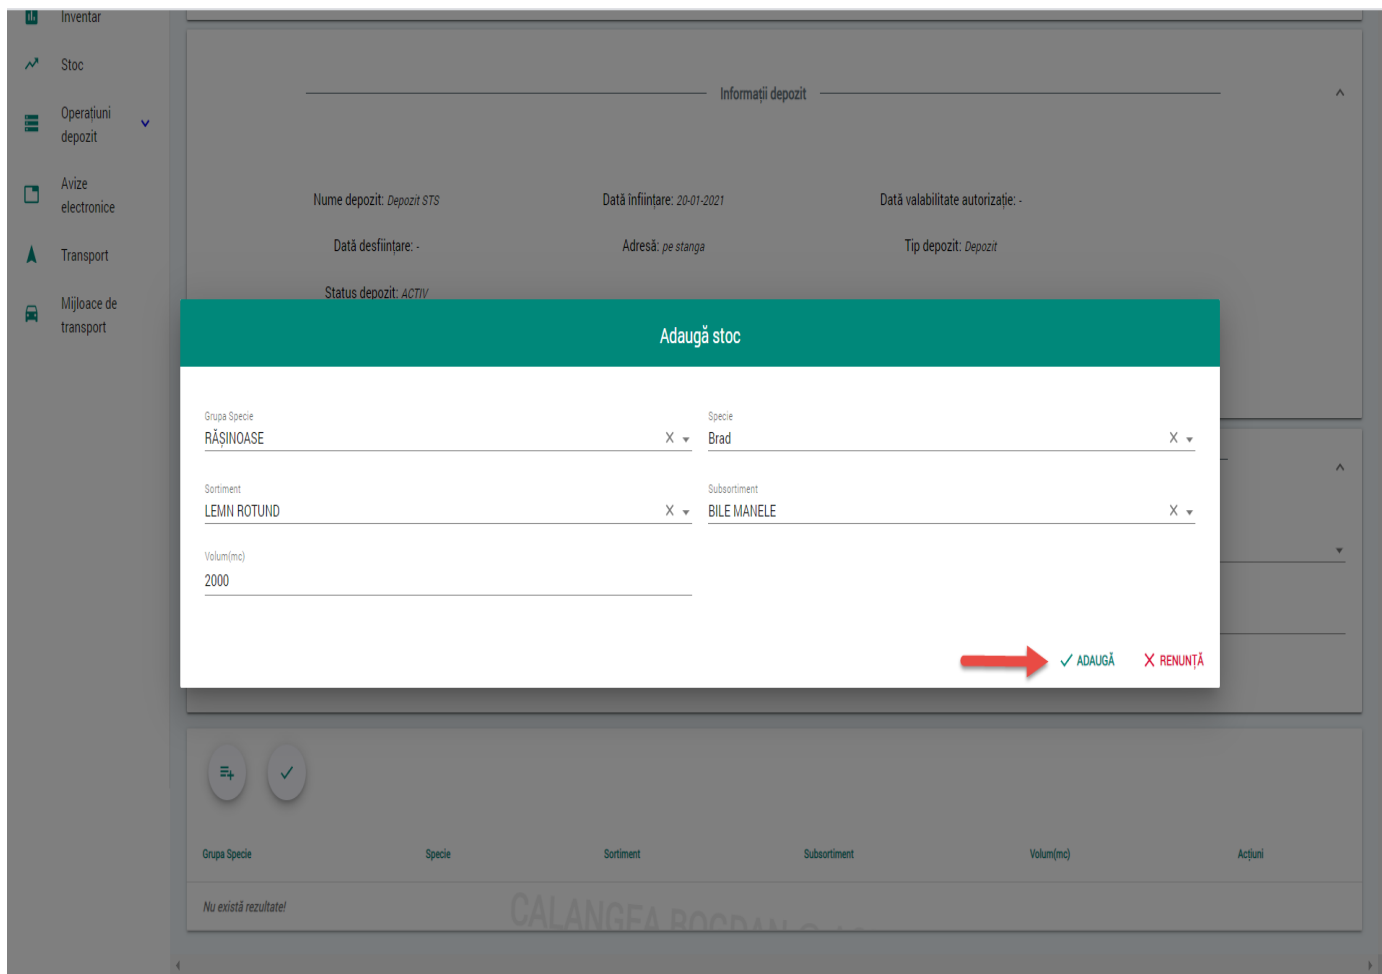 Inventar
Stoc
Operațiuni
depozit
Avize
electronice
Transport
Mijloace de
transport
Informații depozit
Nume depozit: Depozit STS
Dată înființare: 20-01-2021
Dată valabilitate autorizație: -
Dată desființare: -
Adresă: pe stanga
Tip depozit: Depozit
Status depozit: ACTIV
Adaugă stoc
Grupa Specie
RĂȘINOASE
Specie
Brad
Sortiment
LEMN ROTUND
Subsortiment
BILE MANELE
Volum(mc)
2000
ADAUGĂ
RENUNȚĂ
Grupa Specie
Specie
Sortiment
Subsortiment
Volum(mc)
Acțiuni
Nu există rezultate!
CALANGEA BOGDAN